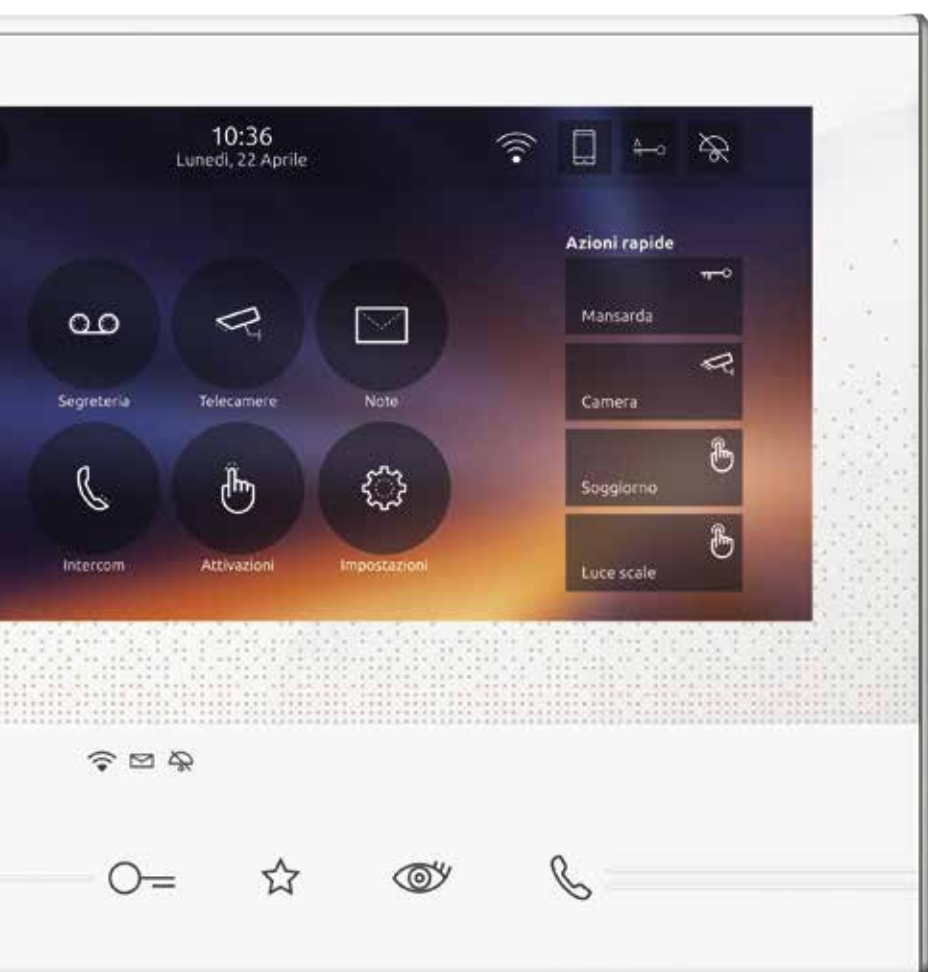 10:36
Lunedì, 22 Aprile
Azioni rapide
Mansarda
Camera
Soggiorno
Luce scale
Segreteria
Telecamere
Note
Intercom
Attivazioni
Impostazioni